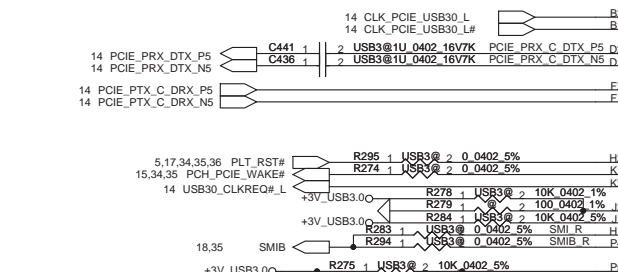 14 CLK_PCIE_USB30_L
14 CLK_PCIE_USB30_L#
14 PCIE_PRX_DTX_P5 C441 1 2 USB3@1U_0402_16V7K PCIE_PRX_C_DTX_P5
14 PCIE_PRX_DTX_N5 C436 1 2 USB3@1U_0402_16V7K PCIE_PRX_C_DTX_N5
14 PCIE_PTX_C_DRX_P5
14 PCIE_PTX_C_DRX_N5
5,17,34,35,36 PLT_RST# R295 1 USB3@ 2 0_0402_5%
15,34,35 PCH_PCIE_WAKE# R274 1 USB3@ 2 0_0402_5%
14 USB30_CLKREQ#_L
+3V_USB3.0 R278 1 USB3@ 2 10K_0402_1%
R279 1 @ 2 100_0402_1%
+3V_USB3.0 R284 1 USB3@ 2 10K_0402_5%
R283 1 USB3@ 2 0_0402_5% SMI_R
18,35 SMIB R294 1 USB3@ 2 0_0402_5% SMIB_R
+3V_USB3.0 R275 1 USB3@ 2 10K_0402_5%